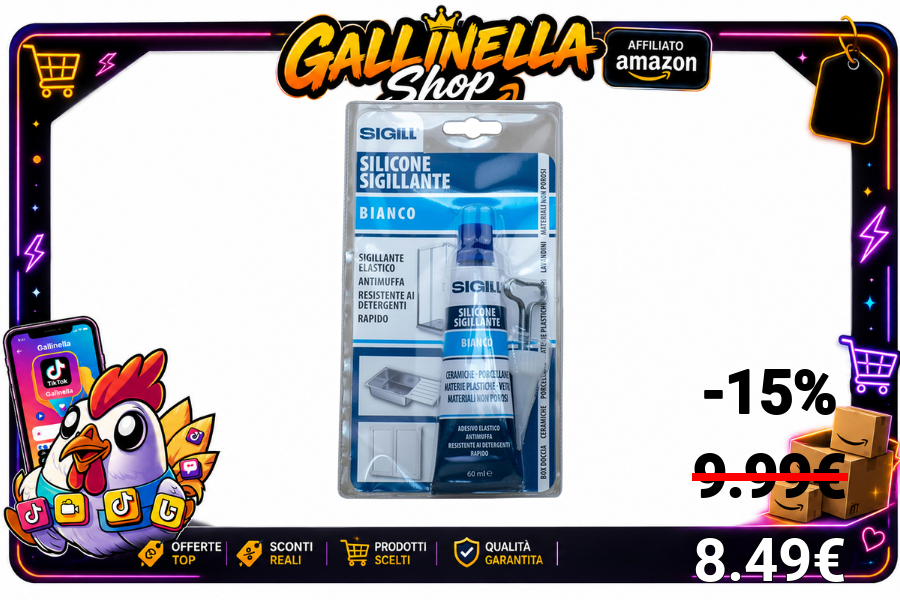 GALLINELLA
Shop
AFFILIATO
amazon
SIGILL
SILICONE
SIGILLANTE
BIANCO
SIGILLANTE
ELASTICO
ANTIMUFFA
RESISTENTE AI
DETERGENTI
RAPIDO
SIGILL
SILICONE
SIGILLANTE
BIANCO
CERAMICHE - PORCELLANE
MATERIE PLASTICHE - VETRO
MATERIALI NON POROSI
ADESIVO ELASTICO
ANTIMUFFA
RESISTENTE AI DETERGENTI
RAPIDO
60 ml e
BOX DOCCIA CERAMICHE PORCELLANE MATERIE PLASTICHE LAVANDINI MATERIALI NON POROSI
Gallinella
TikTok
Gallinella
-15%
9.99€
8.49€
OFFERTE
TOP
SCONTI
REALI
PRODOTTI
SCELTI
QUALITÀ
GARANTITA